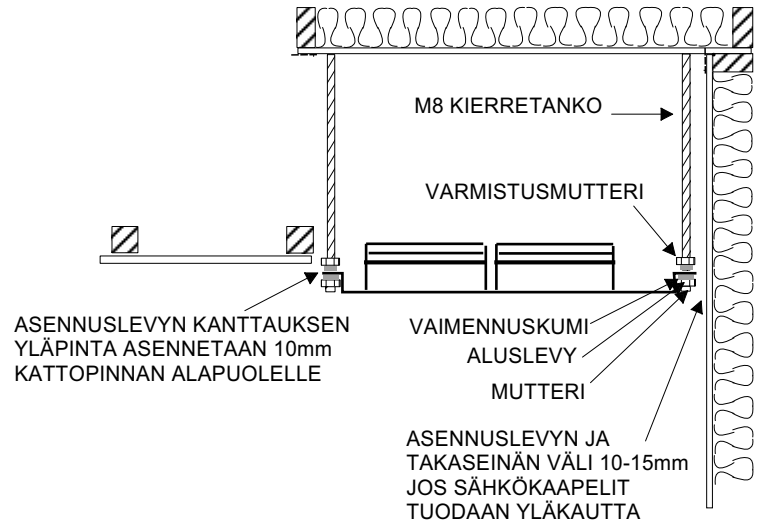 M8 KIERRETANKO
VARMISTUSMUTTERI
ASENNUSLEVYN KANTTAUKSEN
YLÄPINTA ASENNETAAN 10mm
KATTOPINNAN ALAPUOLELLE
VAIMENNUSKUMI
ALUSLEVY
MUTTERI
ASENNUSLEVYN JA
TAKASEINÄN VÄLI 10-15mm
JOS SÄHKÖKAAPELIT
TUODAAN YLÄKAUTTA